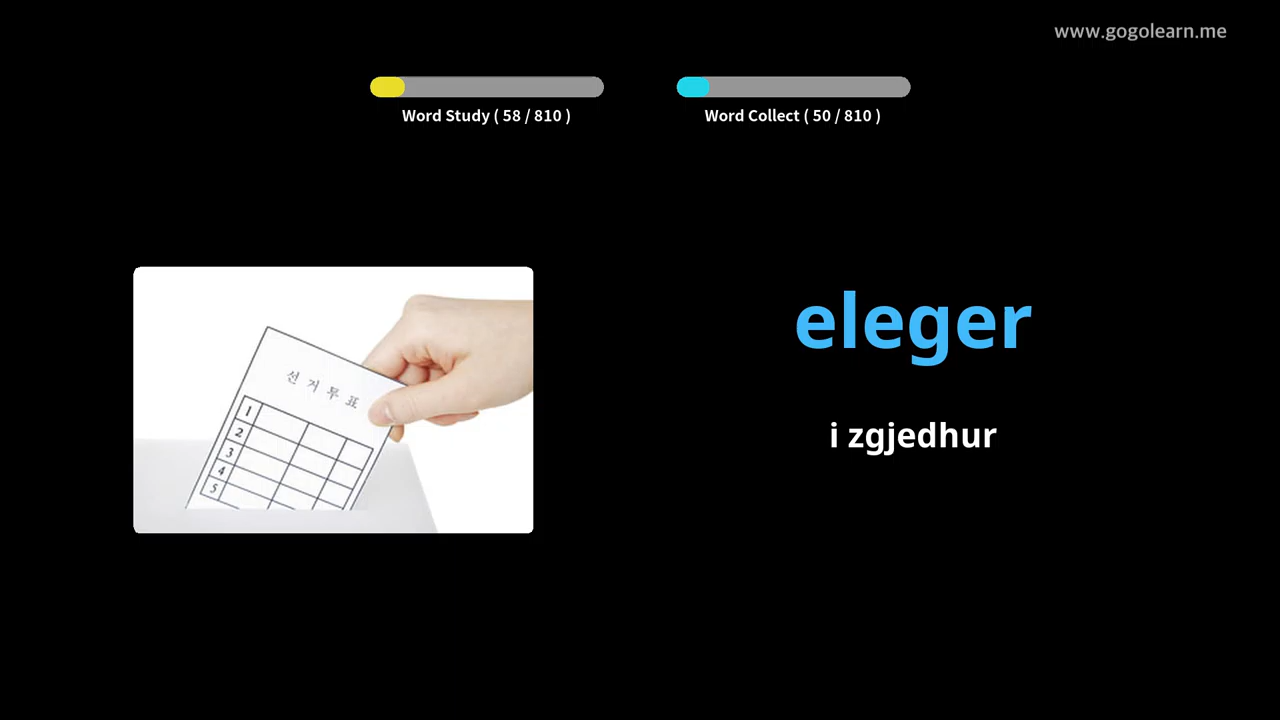 www.gogolearn.me
Word Study ( 58 / 810 )
Word Collect ( 50 / 810 )
선거투표
1
2
3
4
5
eleger
i zgjedhur